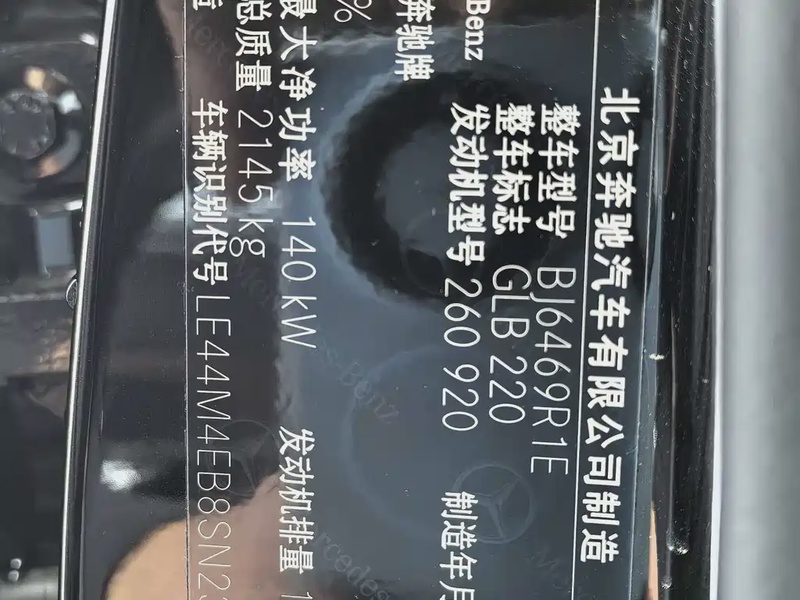 北京奔驰汽车有限公司制造
整车型号 BJ6469R1E
整车标志 GLB 220
发动机型号 260 920 制造年月
Benz
奔驰牌
%
最大净功率 140 kW 发动机排量 1
总质量 2145 kg
车辆识别代号 LE44M4EB8SN2